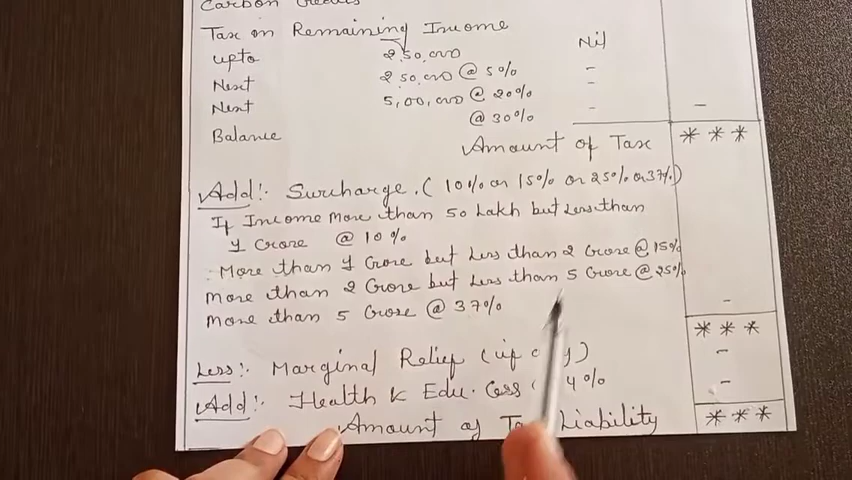 Carbon Credits
Tax on Remaining Income
upto 2,50,000 Nil
Next 2,50,000 @ 5% -
Next 5,00,000 @ 20% -
Balance @ 30% - -
Amount of Tax ***
Add:- Surcharge. (10% or 15% or 25% or 37%)
If Income more than 50 Lakh but Less than
1 Crore @ 10%
More than 1 Crore but Less than 2 Crore @ 15%
More than 2 Crore but Less than 5 Crore @ 25%
More than 5 Crore @ 37% -
***
Less:- Marginal Relief (if -
Add:- Health & Edu. Cess 4% -
Amount of Liability ***